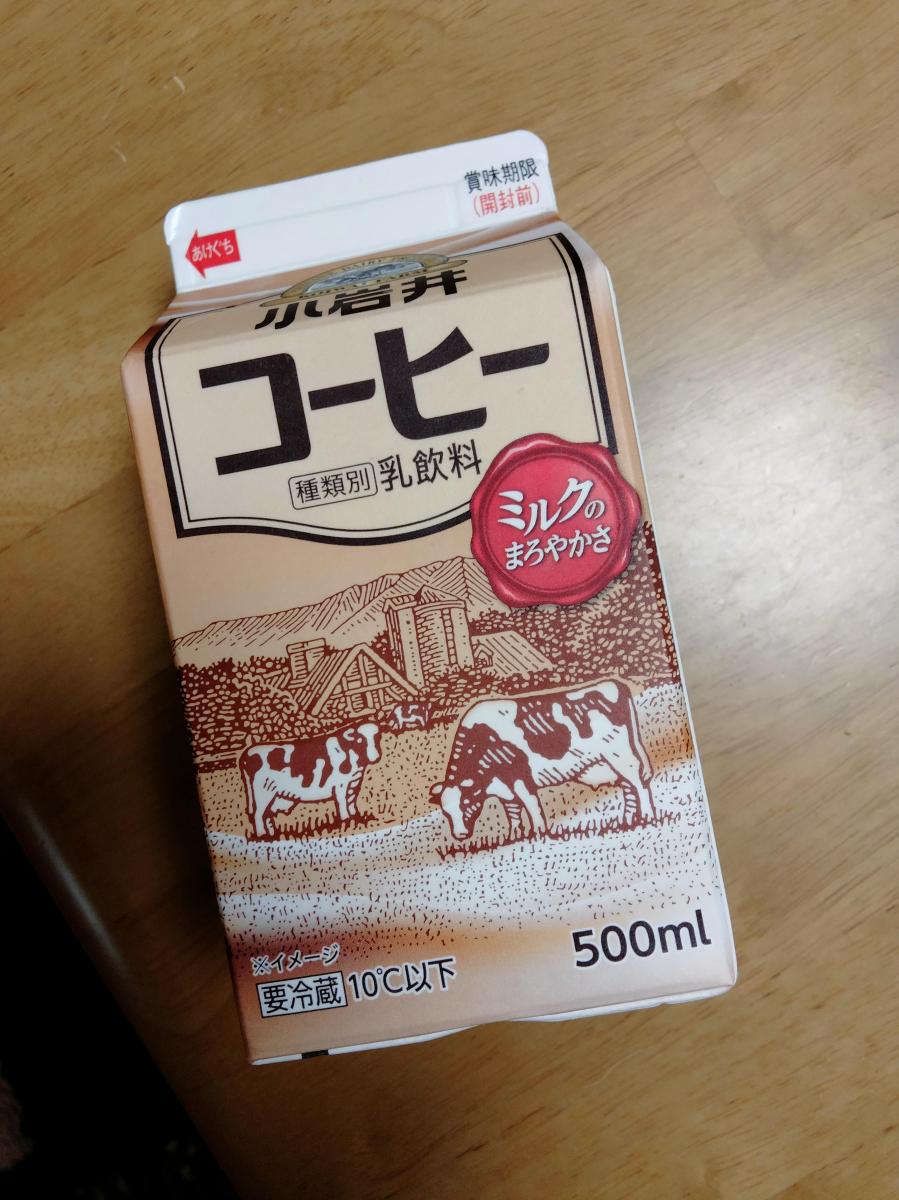 賞味期限
(開封前)
あけぐち
小岩井
コーヒー
種類別 乳飲料
ミルクの
まろやかさ
※イメージ
要冷蔵 10℃以下
500ml